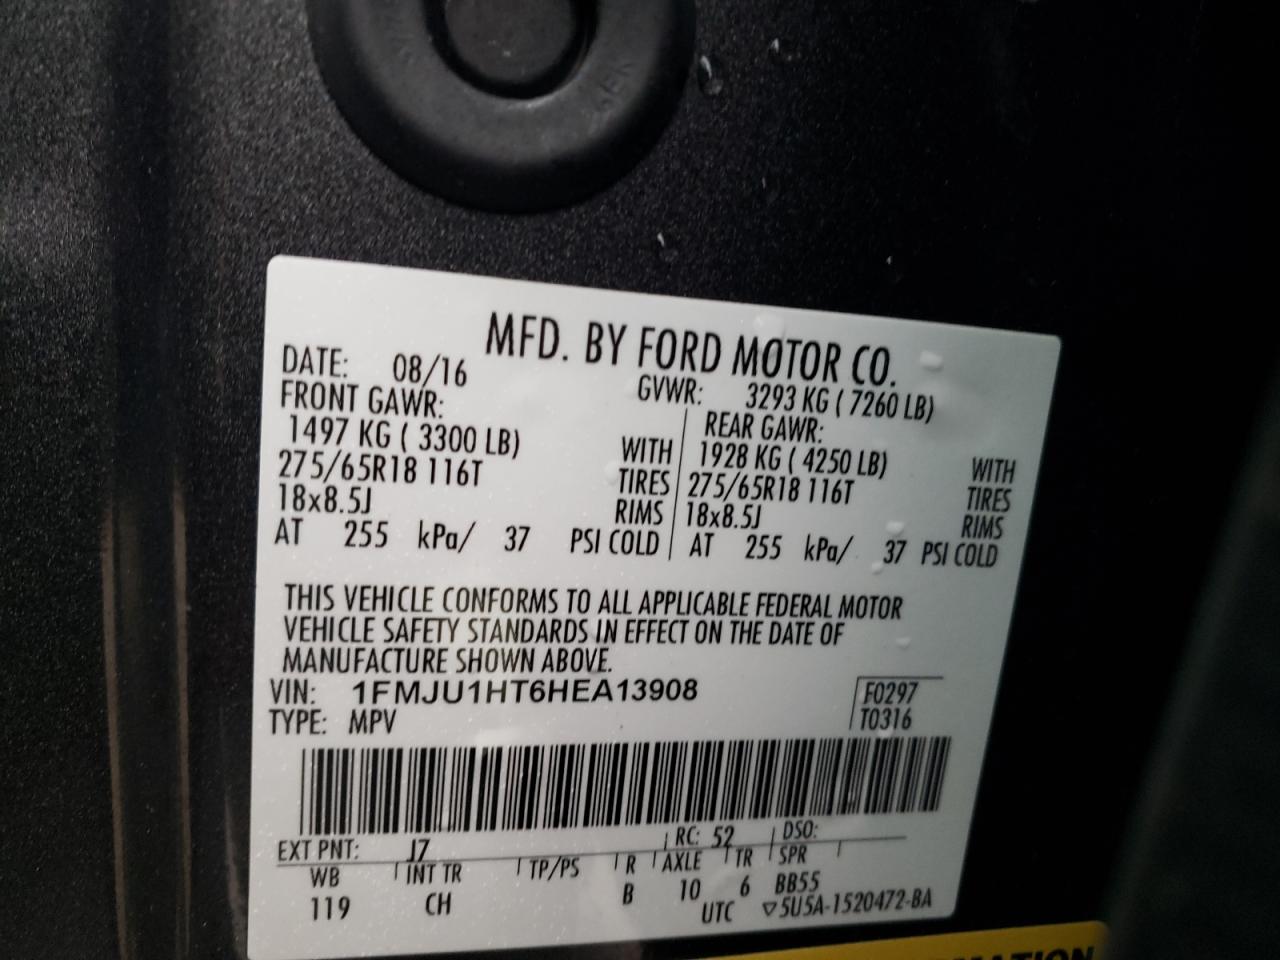 MFD. BY FORD MOTOR CO.
DATE: 08/16
GVWR: 3293 KG ( 7260 LB)
FRONT GAWR:
1497 KG ( 3300 LB) WITH
275/65R18 116T TIRES
18x8.5J RIMS
AT 255 kPa/ 37 PSI COLD
REAR GAWR:
1928 KG ( 4250 LB) WITH
275/65R18 116T TIRES
18x8.5J RIMS
AT 255 kPa/ 37 PSI COLD
THIS VEHICLE CONFORMS TO ALL APPLICABLE FEDERAL MOTOR
VEHICLE SAFETY STANDARDS IN EFFECT ON THE DATE OF
MANUFACTURE SHOWN ABOVE.
VIN: 1FMJU1HT6HEA13908
F0297
TYPE: MPV
T0316
EXT PNT: J7 RC: 52 DSO:
WB INT TR TP/PS R AXLE TR SPR
119 CH B 10 6 BB55
UTC ▽5U5A-1520472-BA